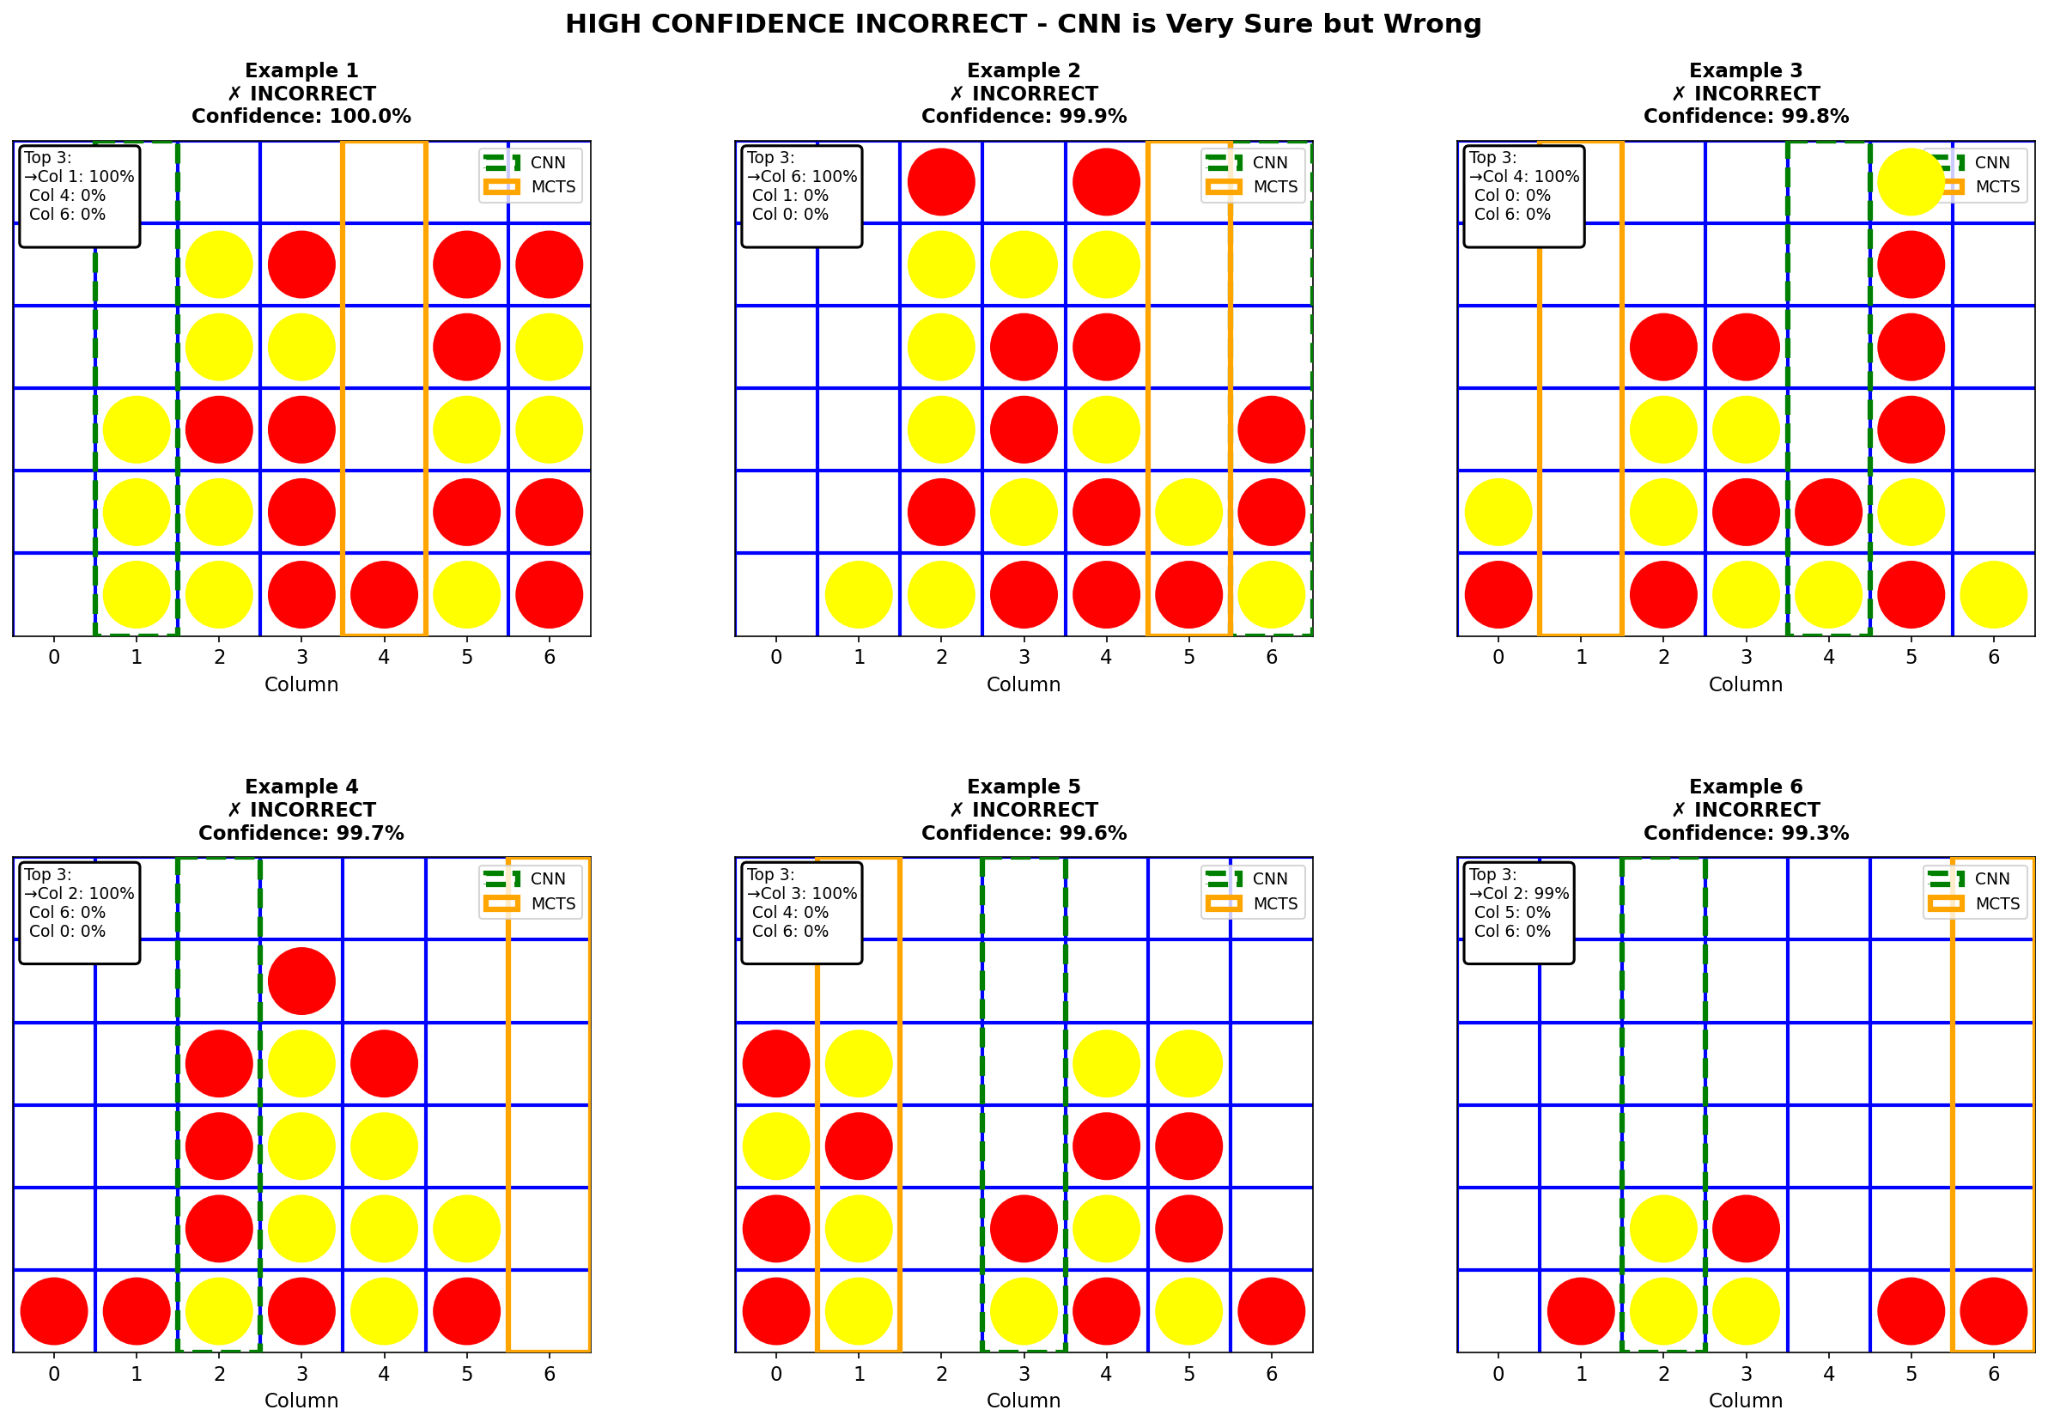 HIGH CONFIDENCE INCORRECT - CNN is Very Sure but Wrong
Example 1
✗ INCORRECT
Confidence: 100.0%
Top 3:
→Col 1: 100%
Col 4: 0%
Col 6: 0%
CNN
MCTS
0 1 2 3 4 5 6
Column
Example 2
✗ INCORRECT
Confidence: 99.9%
Top 3:
→Col 6: 100%
Col 1: 0%
Col 0: 0%
CNN
MCTS
0 1 2 3 4 5 6
Column
Example 3
✗ INCORRECT
Confidence: 99.8%
Top 3:
→Col 4: 100%
Col 0: 0%
Col 6: 0%
CNN
MCTS
0 1 2 3 4 5 6
Column
Example 4
✗ INCORRECT
Confidence: 99.7%
Top 3:
→Col 2: 100%
Col 6: 0%
Col 0: 0%
CNN
MCTS
0 1 2 3 4 5 6
Column
Example 5
✗ INCORRECT
Confidence: 99.6%
Top 3:
→Col 3: 100%
Col 4: 0%
Col 6: 0%
CNN
MCTS
0 1 2 3 4 5 6
Column
Example 6
✗ INCORRECT
Confidence: 99.3%
Top 3:
→Col 2: 99%
Col 5: 0%
Col 6: 0%
CNN
MCTS
0 1 2 3 4 5 6
Column